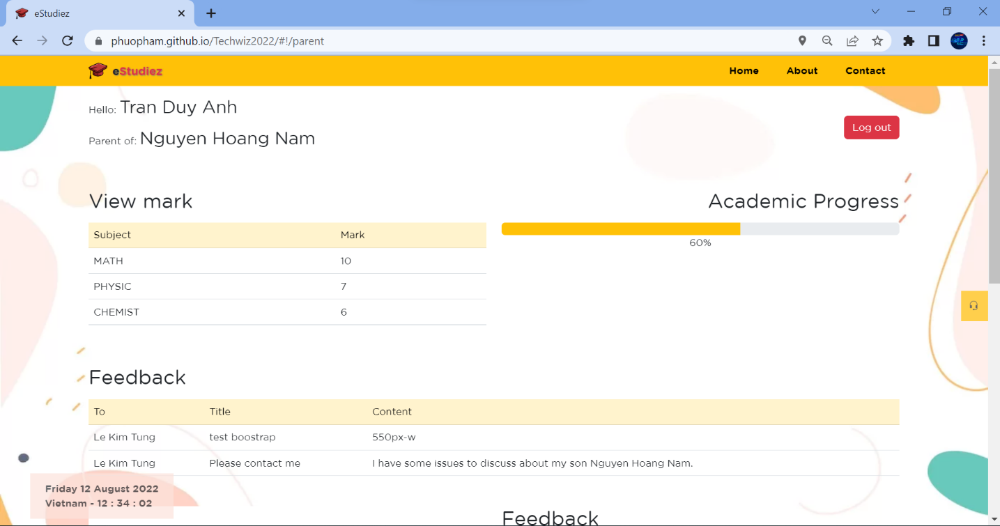 eStudiez
phuopham.github.io/Techwiz2022/#!/parent
eStudiez
Home About Contact
Hello: Tran Duy Anh
Log out
Parent of: Nguyen Hoang Nam
View mark
Academic Progress
Subject Mark
60%
MATH 10
PHYSIC 7
CHEMIST 6
Feedback
To Title Content
Le Kim Tung test boostrap 550px-w
Le Kim Tung Please contact me I have some issues to discuss about my son Nguyen Hoang Nam.
Friday 12 August 2022
Vietnam - 12 : 34 : 02
Feedback